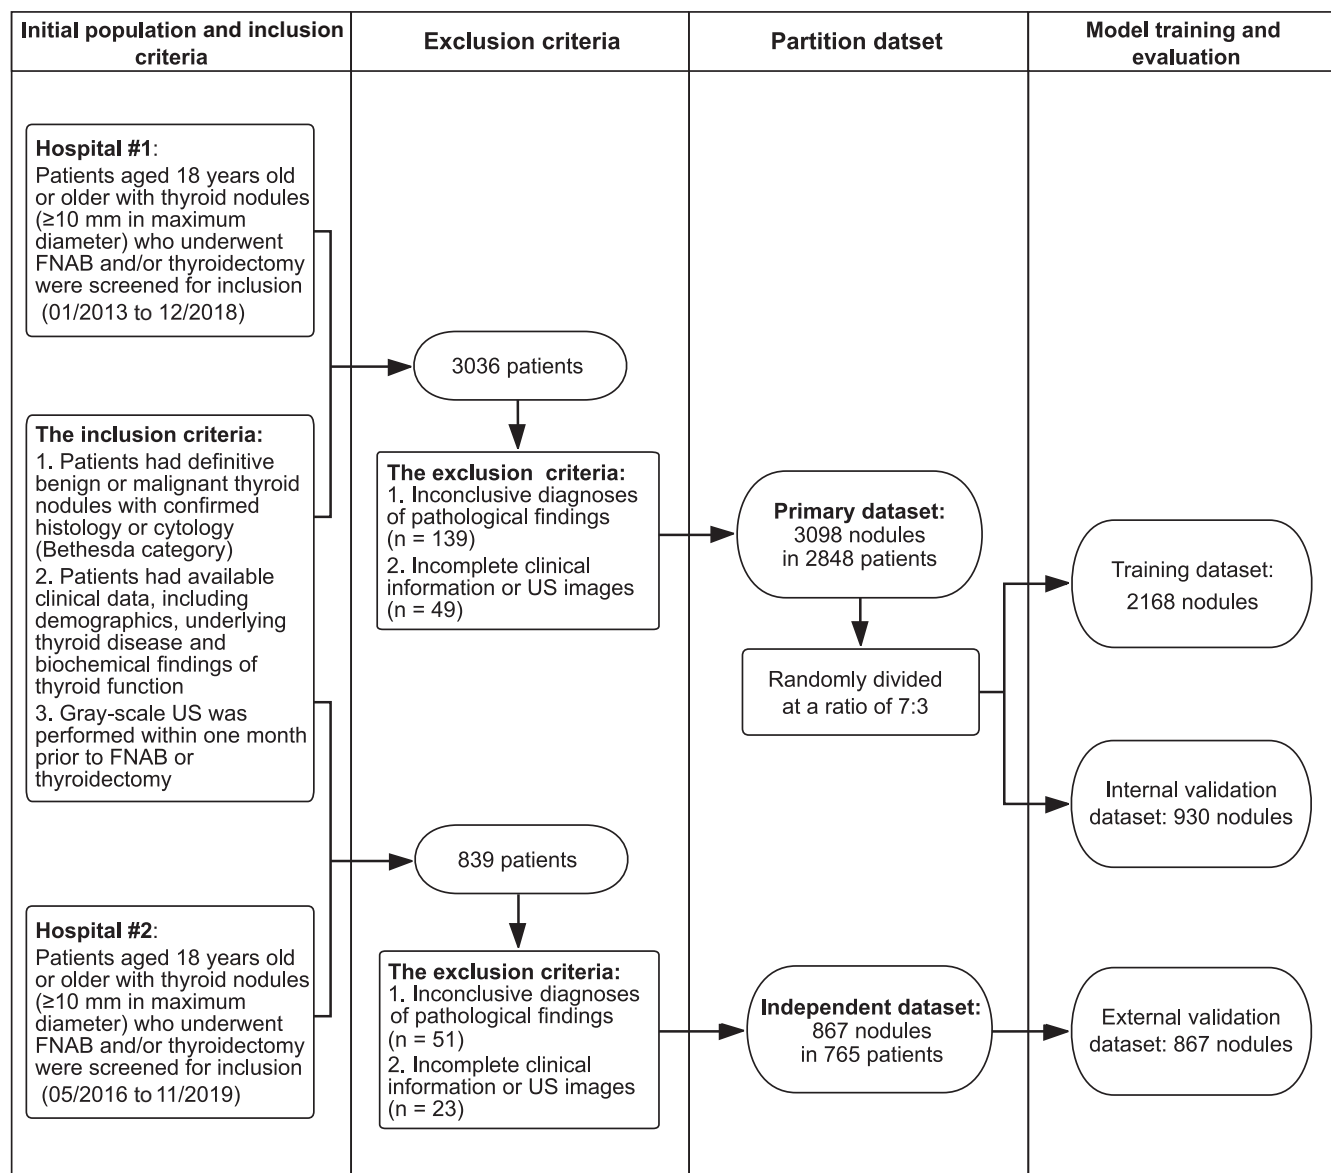 Initial population and inclusion
criteria
Exclusion criteria
Partition datset
Model training and
evaluation
Hospital #1:
Patients aged 18 years old
or older with thyroid nodules
(≥10 mm in maximum
diameter) who underwent
FNAB and/or thyroidectomy
were screened for inclusion
(01/2013 to 12/2018)
The inclusion criteria:
1. Patients had definitive
benign or malignant thyroid
nodules with confirmed
histology or cytology
(Bethesda category)
2. Patients had available
clinical data, including
demographics, underlying
thyroid disease and
biochemical findings of
thyroid function
3. Gray-scale US was
performed within one month
prior to FNAB or
thyroidectomy
Hospital #2:
Patients aged 18 years old
or older with thyroid nodules
(≥10 mm in maximum
diameter) who underwent
FNAB and/or thyroidectomy
were screened for inclusion
(05/2016 to 11/2019)
3036 patients
The exclusion criteria:
1. Inconclusive diagnoses
of pathological findings
(n = 139)
2. Incomplete clinical
information or US images
(n = 49)
839 patients
The exclusion criteria:
1. Inconclusive diagnoses
of pathological findings
(n = 51)
2. Incomplete clinical
information or US images
(n = 23)
Primary dataset:
3098 nodules
in 2848 patients
Randomly divided
at a ratio of 7:3
Independent dataset:
867 nodules
in 765 patients
Training dataset:
2168 nodules
Internal validation
dataset: 930 nodules
External validation
dataset: 867 nodules